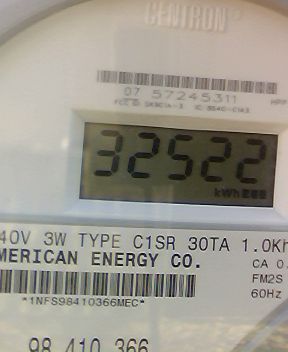 CENTRON®
07 57245311
32522
kWh
40V 3W TYPE C1SR 30TA 1.0Kh
MERICAN ENERGY CO.
CA 0.
FM2S
*1NFS98410366MEC*
60Hz
98 410 366